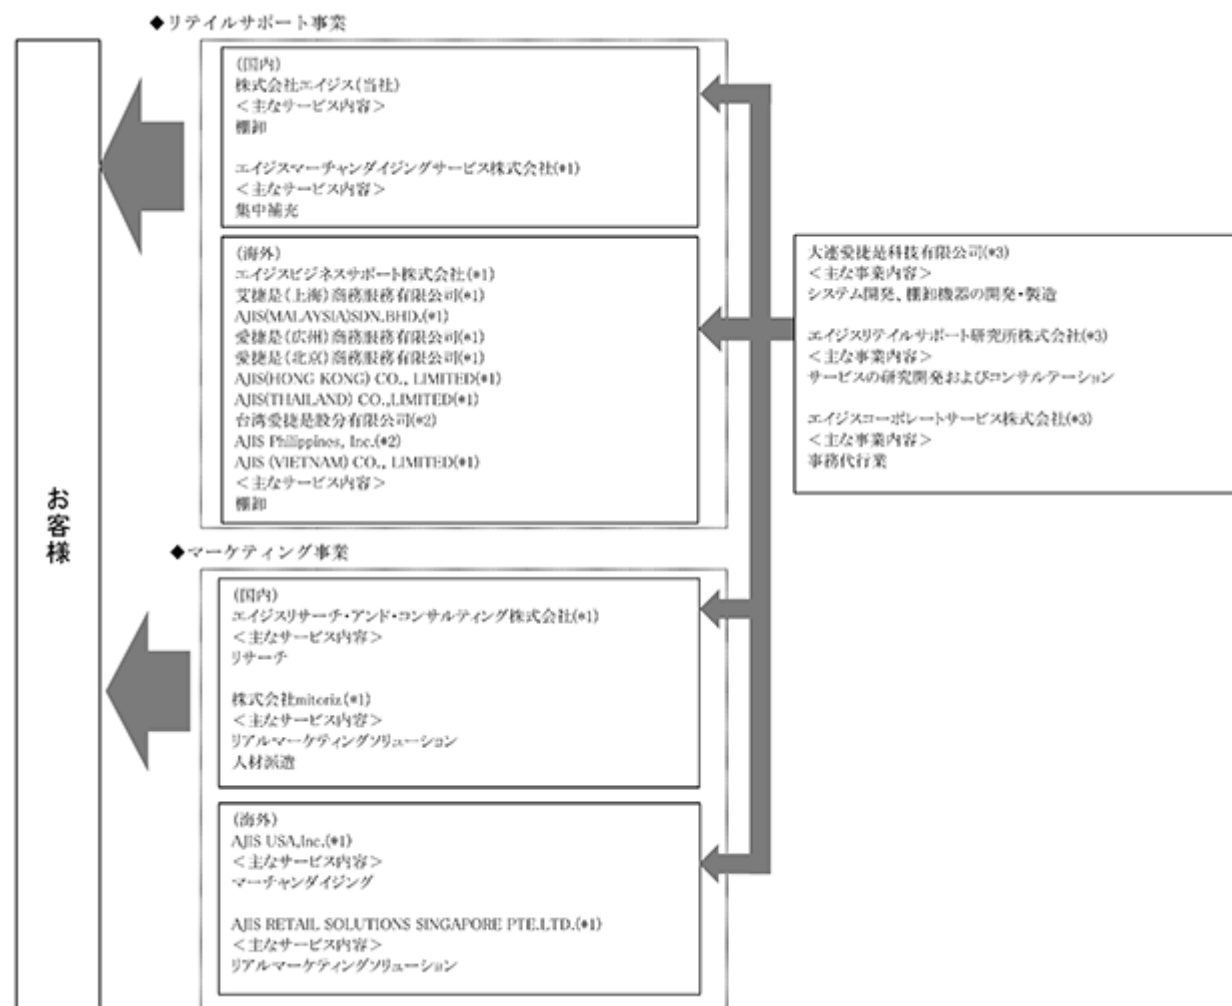 ◆リテイルサポート事業
お客様
(国内)
株式会社エイジス(当社)
＜主なサービス内容＞
棚卸
エイジスマーチャンダイジングサービス株式会社(*1)
＜主なサービス内容＞
集中補充
(海外)
エイジスビジネスサポート株式会社(*1)
艾捷是(上海)商務服務有限公司(*1)
AJIS(MALAYSIA)SDN.BHD.(*1)
愛捷是(広州)商務服務有限公司(*1)
愛捷是(北京)商務服務有限公司(*1)
AJIS(HONG KONG) CO., LIMITED(*1)
AJIS(THAILAND) CO.,LIMITED(*1)
台湾愛捷是股分有限公司(*2)
AJIS Philippines, Inc.(*2)
AJIS (VIETNAM) CO., LIMITED(*1)
＜主なサービス内容＞
棚卸
◆マーケティング事業
(国内)
エイジスリサーチ・アンド・コンサルティング株式会社(*1)
＜主なサービス内容＞
リサーチ
株式会社mitoriz(*1)
＜主なサービス内容＞
リアルマーケティングソリューション
人材派遣
(海外)
AJIS USA,Inc.(*1)
＜主なサービス内容＞
マーチャンダイジング
AJIS RETAIL SOLUTIONS SINGAPORE PTE.LTD.(*1)
＜主なサービス内容＞
リアルマーケティングソリューション
大連愛捷是科技有限公司(*3)
＜主な事業内容＞
システム開発、棚卸機器の開発・製造
エイジスリテイルサポート研究所株式会社(*3)
＜主な事業内容＞
サービスの研究開発およびコンサルテーション
エイジスコーポレートサービス株式会社(*3)
＜主な事業内容＞
事務代行業